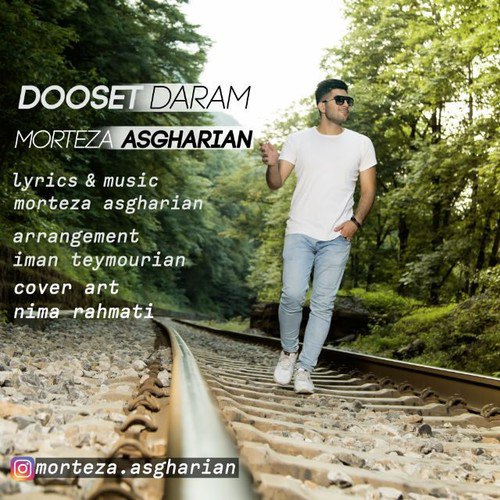 DOOSET DARAM
MORTEZA ASGHARIAN
lyrics & music
morteza asgharian
arrangement
iman teymourian
cover art
nima rahmati
morteza.asgharian